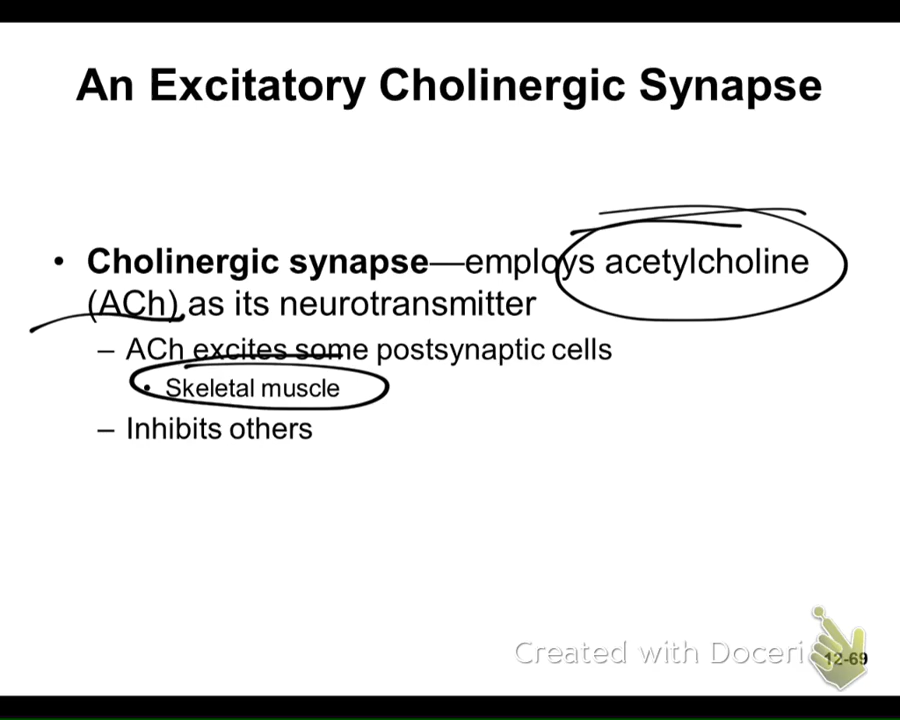 An Excitatory Cholinergic Synapse
• Cholinergic synapse—employs acetylcholine
(ACh) as its neurotransmitter
– ACh excites some postsynaptic cells
• Skeletal muscle
– Inhibits others
Created with Doceri
12-69